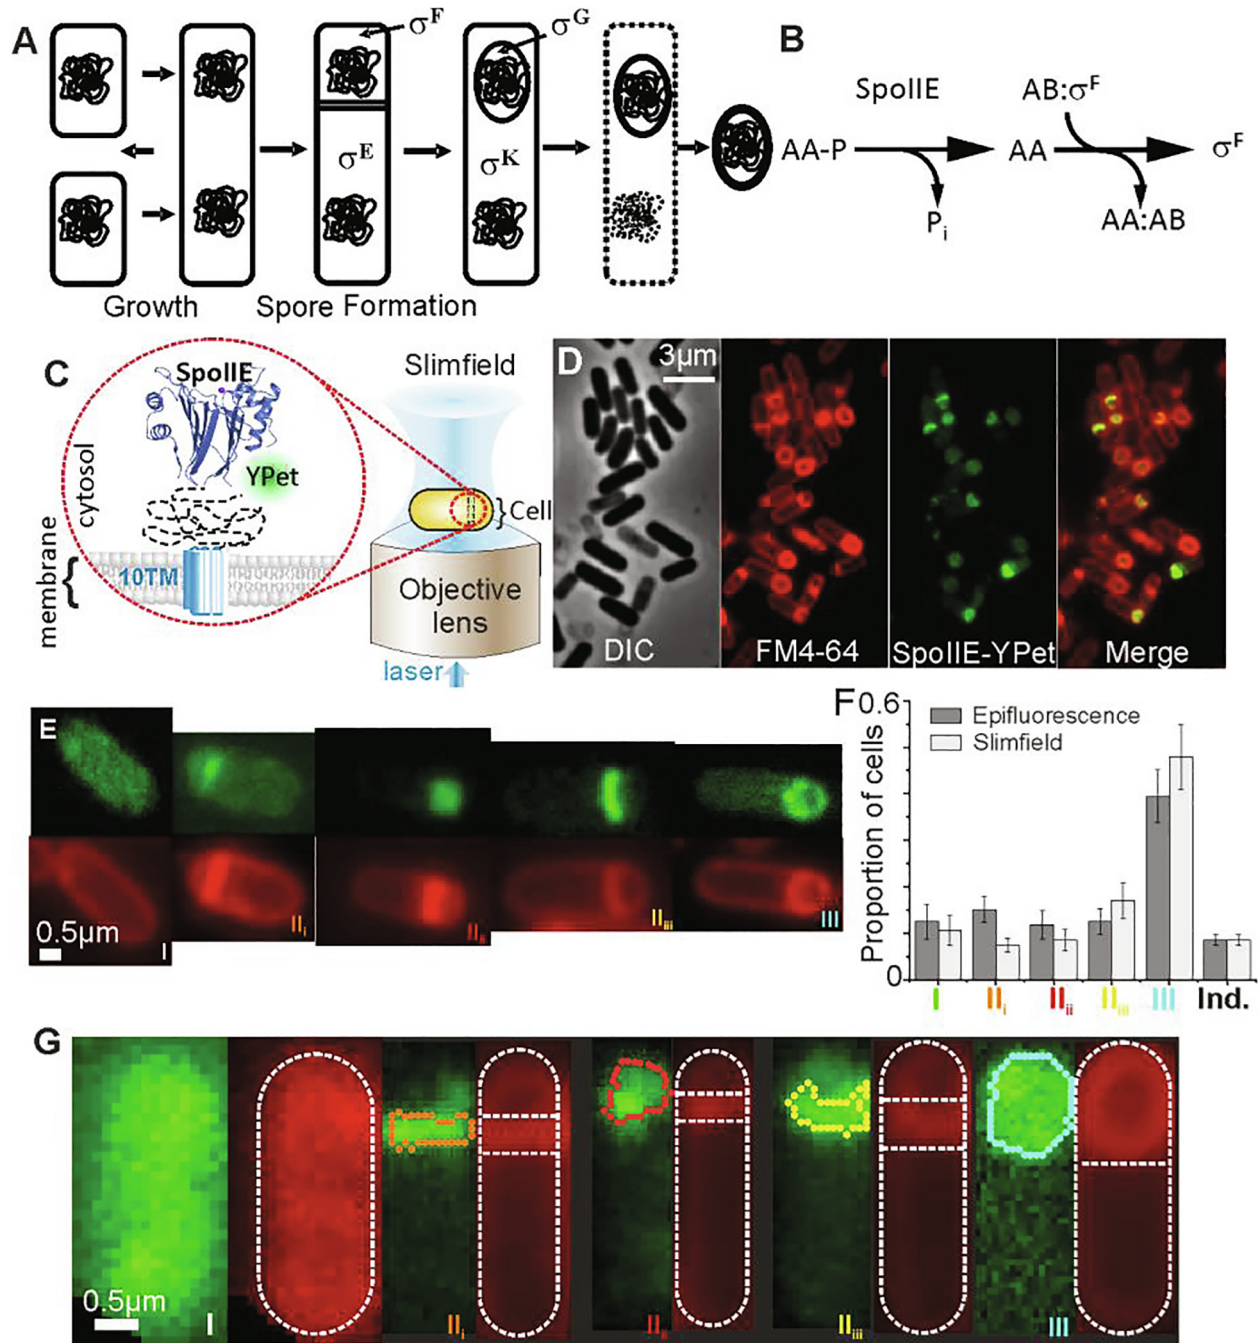 A
σF
σG
σE
σK
Growth
Spore Formation
B
SpoIIE
AB:σF
AA-P
AA
σF
Pi
AA:AB
C
SpoIIE
YPet
cytosol
membrane
10TM
Slimfield
Cell
Objective
lens
laser
D
3µm
DIC
FM4-64
SpoIIE-YPet
Merge
E
0.5µm
I
IIi
IIii
IIiii
III
F
0.6
Epifluorescence
Slimfield
Proportion of cells
0
I
IIi
IIii
IIiii
III
Ind.
G
0.5µm
I
IIi
IIii
IIiii
III